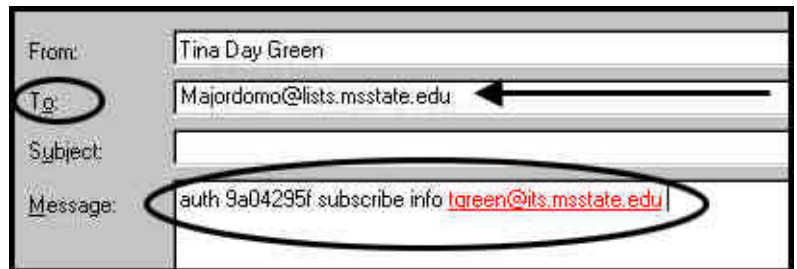 From: Tina Day Green
To: Majordomo@lists.msstate.edu
Subject:
Message: auth 9a04295f subscribe info tgreen@its.msstate.edu